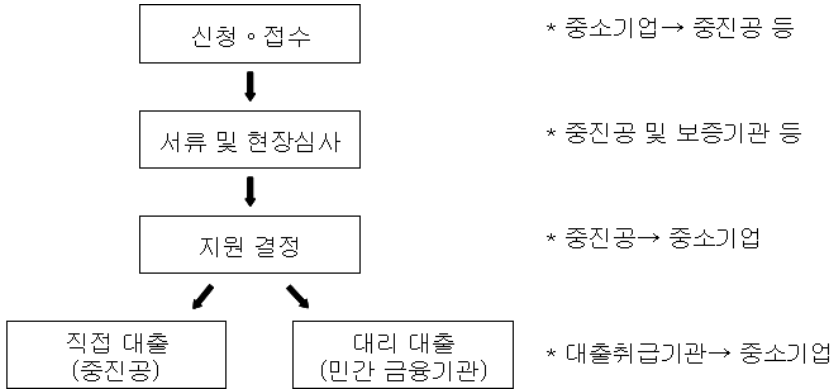 신청∘접수
* 중소기업→ 중진공 등
서류 및 현장심사
* 중진공 및 보증기관 등
지원 결정
* 중진공→ 중소기업
직접 대출
(중진공)
대리 대출
(민간 금융기관)
* 대출취급기관→ 중소기업